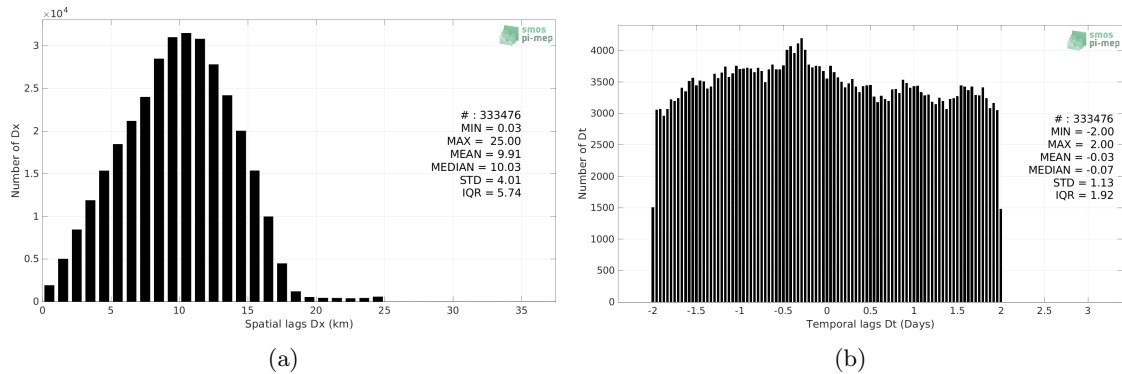 ×10^4
smos
pi-mep
3
2.5
2
1.5
1
0.5
0
Number of Dx
# : 333476
MIN = 0.03
MAX = 25.00
MEAN = 9.91
MEDIAN = 10.03
STD = 4.01
IQR = 5.74
0 5 10 15 20 25 30 35
Spatial lags Dx (km)
(a)
smos
pi-mep
4000
3500
3000
2500
2000
1500
1000
500
0
Number of Dt
# : 333476
MIN = -2.00
MAX = 2.00
MEAN = -0.03
MEDIAN = -0.07
STD = 1.13
IQR = 1.92
-2 -1.5 -1 -0.5 0 0.5 1 1.5 2 2.5 3
Temporal lags Dt (Days)
(b)